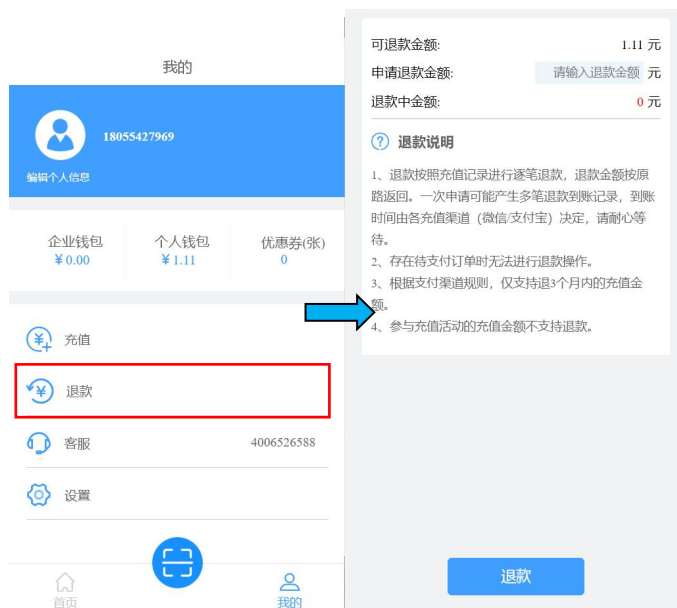 我的
18055427969
编辑个人信息
企业钱包 个人钱包 优惠券(张)
¥0.00 ¥1.11 0
充值
退款
客服 4006526588
设置
首页 我的
可退款金额: 1.11 元
申请退款金额: 请输入退款金额 元
退款中金额: 0 元
? 退款说明
1、退款按照充值记录进行逐笔退款，退款金额按原
路返回。一次申请可能产生多笔退款到账记录，到账
时间由各充值渠道（微信/支付宝）决定，请耐心等
待。
2、存在待支付订单时无法进行退款操作。
3、根据支付渠道规则，仅支持退3个月内的充值金
额。
4、参与充值活动的充值金额不支持退款。
退款